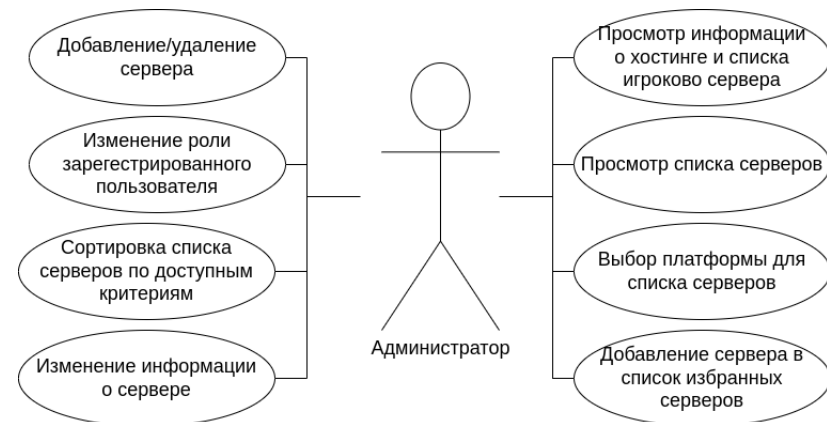 Добавление/удаление
сервера
Изменение роли
зарегестрированного
пользователя
Сортировка списка
серверов по доступным
критериям
Изменение информации
о сервере
Администратор
Просмотр информации
о хостинге и списка
игроково сервера
Просмотр списка серверов
Выбор платформы для
списка серверов
Добавление сервера в
список избранных
серверов